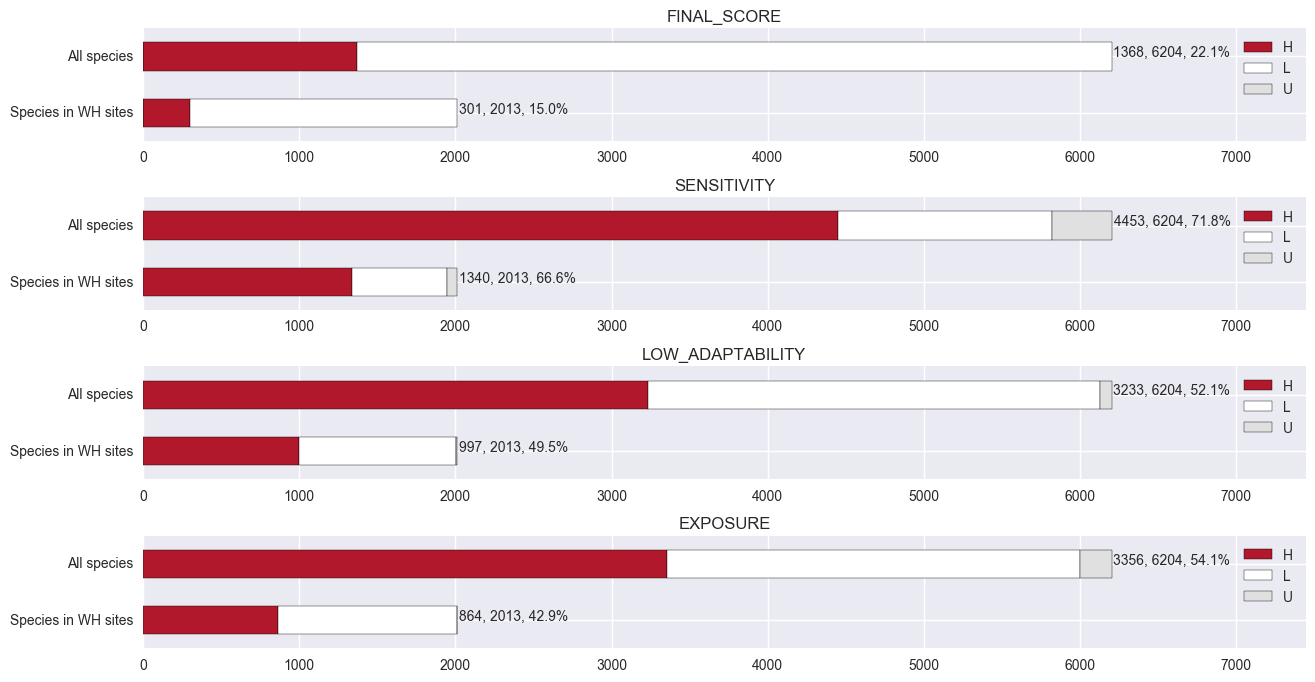 FINAL_SCORE
All species
1368, 6204, 22.1%
H
L
U
Species in WH sites
301, 2013, 15.0%
0 1000 2000 3000 4000 5000 6000 7000
SENSITIVITY
All species
4453, 6204, 71.8%
H
L
U
Species in WH sites
1340, 2013, 66.6%
0 1000 2000 3000 4000 5000 6000 7000
LOW_ADAPTABILITY
All species
3233, 6204, 52.1%
H
L
U
Species in WH sites
997, 2013, 49.5%
0 1000 2000 3000 4000 5000 6000 7000
EXPOSURE
All species
3356, 6204, 54.1%
H
L
U
Species in WH sites
864, 2013, 42.9%
0 1000 2000 3000 4000 5000 6000 7000